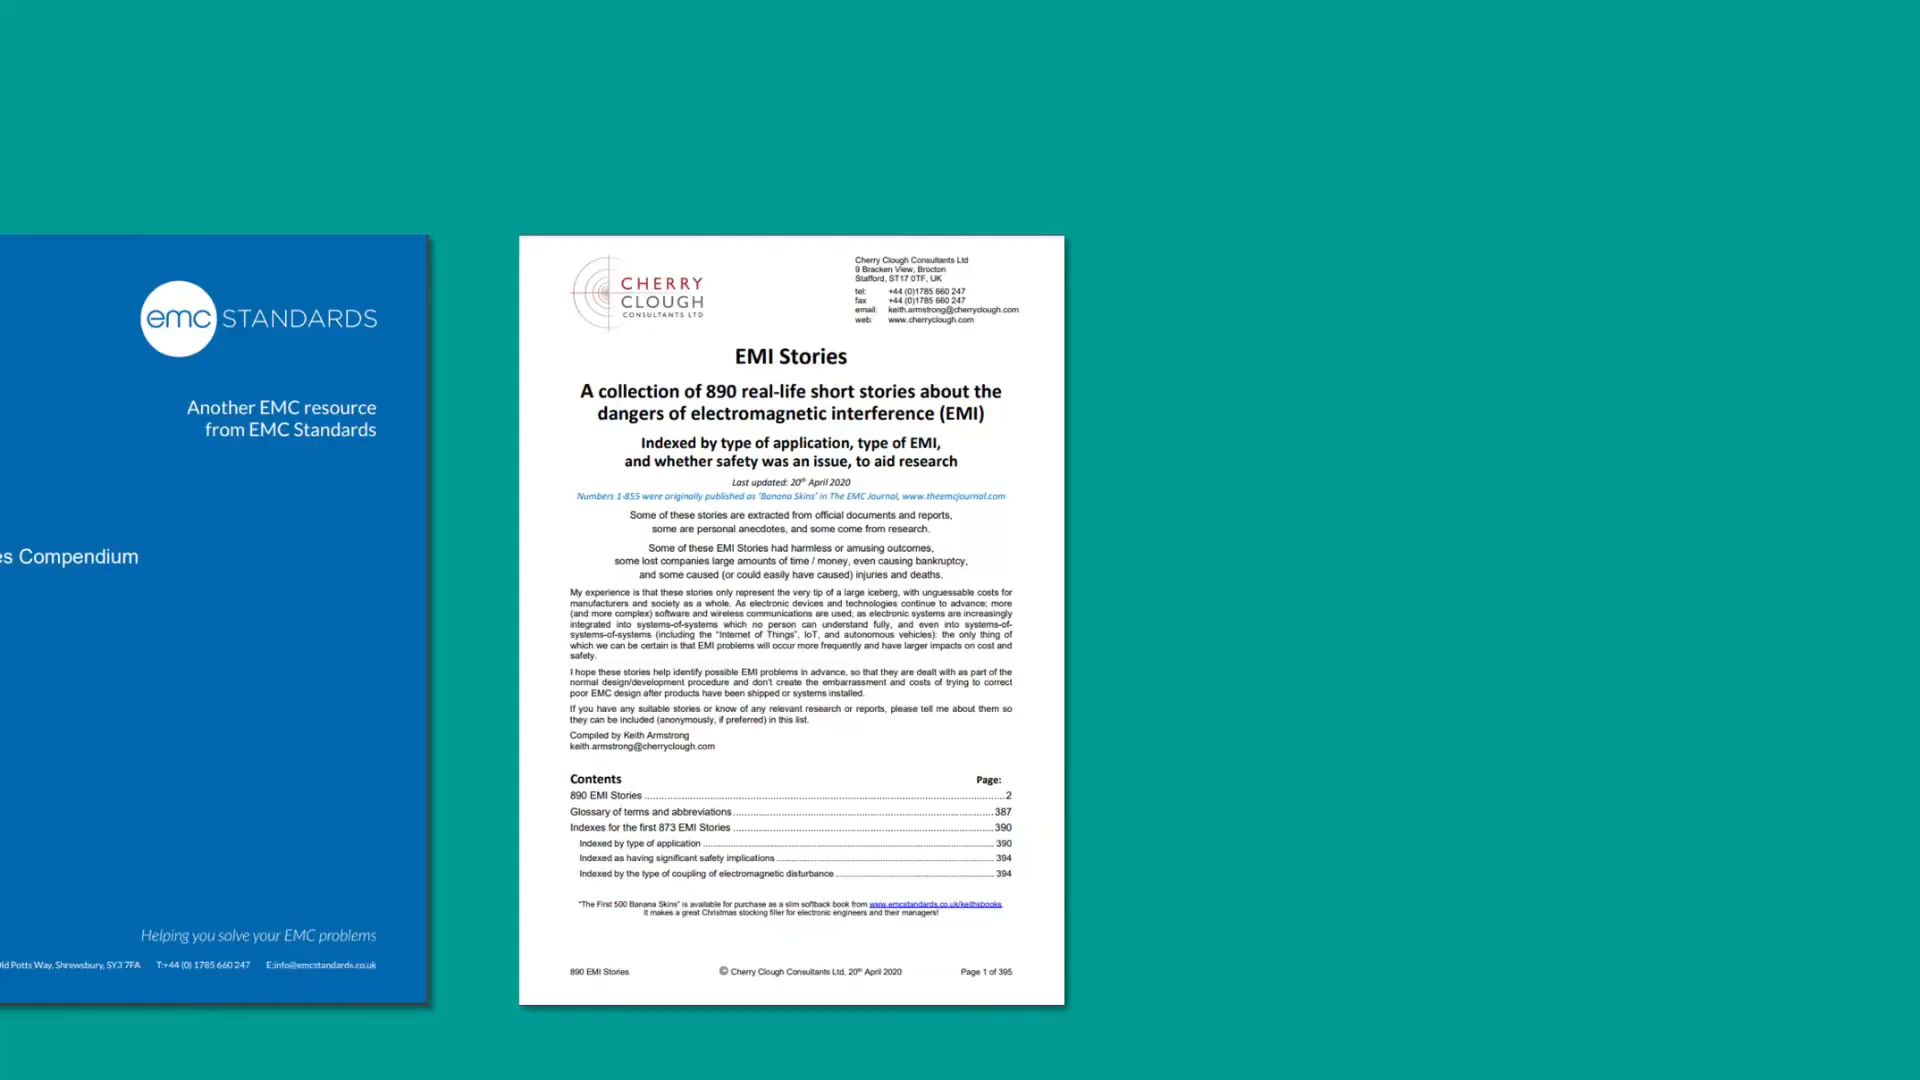 emc STANDARDS
Another EMC resource
from EMC Standards
es Compendium
Helping you solve your EMC problems
Old Potts Way, Shrewsbury, SY3 7FA T:+44 (0) 1785 660 247 E:info@emcstandards.co.uk
CHERRY
CLOUGH
CONSULTANTS LTD
Cherry Clough Consultants Ltd
9 Bracken View, Brocton
Stafford, ST17 0TF, UK
tel: +44 (0)1785 660 247
fax +44 (0)1785 660 247
email: keith.armstrong@cherryclough.com
web: www.cherryclough.com
EMI Stories
A collection of 890 real-life short stories about the
dangers of electromagnetic interference (EMI)
Indexed by type of application, type of EMI,
and whether safety was an issue, to aid research
Last updated: 20th April 2020
Numbers 1-855 were originally published as 'Banana Skins' in The EMC Journal, www.theemcjournal.com
Some of these stories are extracted from official documents and reports,
some are personal anecdotes, and some come from research.
Some of these EMI Stories had harmless or amusing outcomes,
some lost companies large amounts of time / money, even causing bankruptcy,
and some caused (or could easily have caused) injuries and deaths.
My experience is that these stories only represent the very tip of a large iceberg, with unguessable costs for
manufacturers and society as a whole. As electronic devices and technologies continue to advance; more
(and more complex) software and wireless communications are used; as electronic systems are increasingly
integrated into systems-of-systems which no person can understand fully, and even into systems-of-
systems-of-systems (including the "Internet of Things", IoT, and autonomous vehicles): the only thing of
which we can be certain is that EMI problems will occur more frequently and have larger impacts on cost and
safety.
I hope these stories help identify possible EMI problems in advance, so that they are dealt with as part of the
normal design/development procedure and don't create the embarrassment and costs of trying to correct
poor EMC design after products have been shipped or systems installed.
If you have any suitable stories or know of any relevant research or reports, please tell me about them so
they can be included (anonymously, if preferred) in this list.
Compiled by Keith Armstrong
keith.armstrong@cherryclough.com
Contents Page:
890 EMI Stories 2
Glossary of terms and abbreviations 387
Indexes for the first 873 EMI Stories 390
Indexed by type of application 390
Indexed as having significant safety implications 394
Indexed by the type of coupling of electromagnetic disturbance 394
"The First 500 Banana Skins" is available for purchase as a slim softback book from www.emcstandards.co.uk/keithsbooks
It makes a great Christmas stocking filler for electronic engineers and their managers!
890 EMI Stories © Cherry Clough Consultants Ltd, 20th April 2020 Page 1 of 395